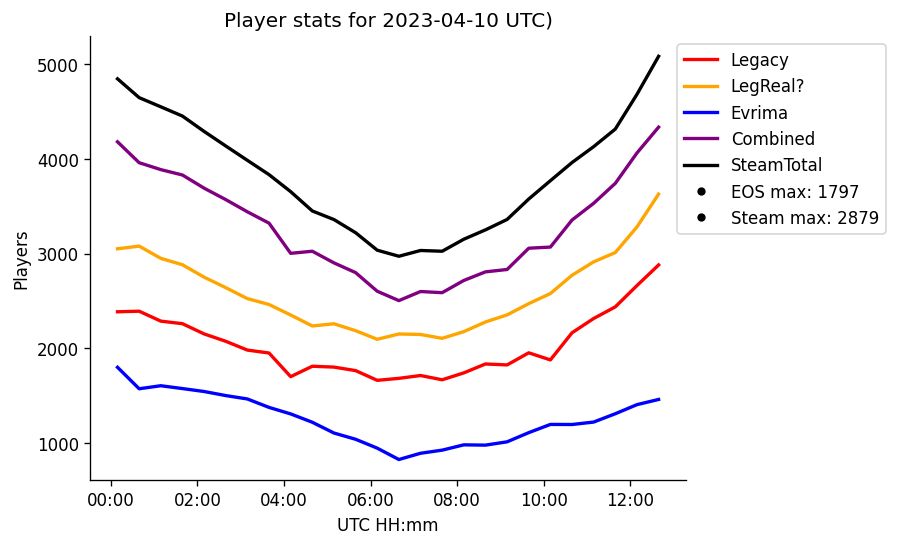 Player stats for 2023-04-10 UTC)
Legacy
LegReal?
Evrima
Combined
SteamTotal
EOS max: 1797
Steam max: 2879
Players
5000
4000
3000
2000
1000
00:00 02:00 04:00 06:00 08:00 10:00 12:00
UTC HH:mm